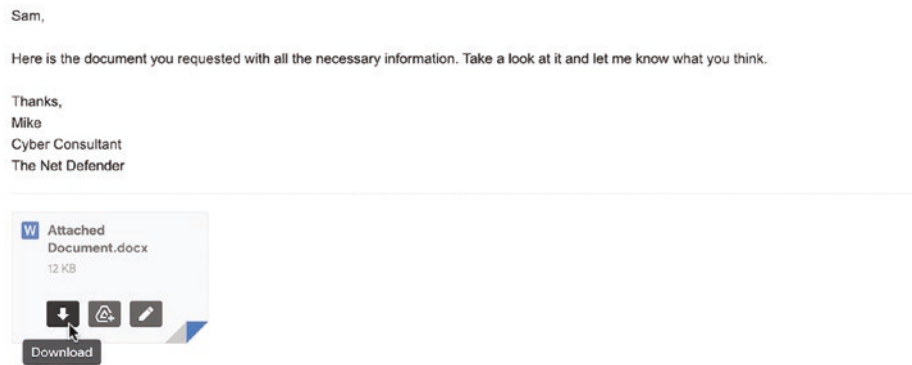 Sam,
Here is the document you requested with all the necessary information. Take a look at it and let me know what you think.
Thanks,
Mike
Cyber Consultant
The Net Defender
W Attached
Document.docx
12 KB
Download